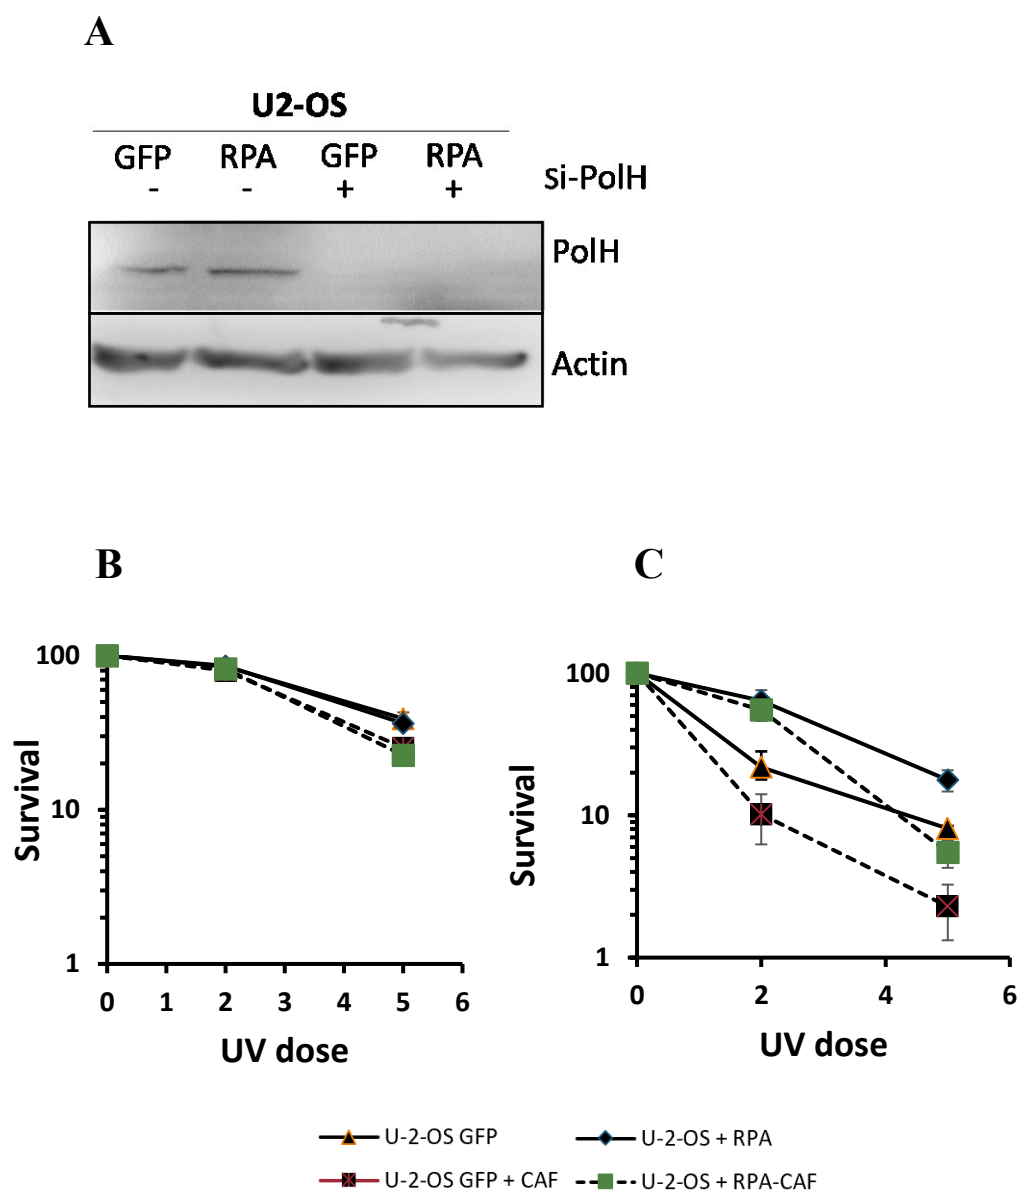 A
U2-OS
GFP RPA GFP RPA
- - + + si-PolH
PolH
Actin
B C
100
10
1
Survival
0 1 2 3 4 5 6
UV dose
100
10
1
Survival
0 2 4 6
UV dose
U-2-OS GFP U-2-OS + RPA
U-2-OS GFP + CAF U-2-OS + RPA-CAF